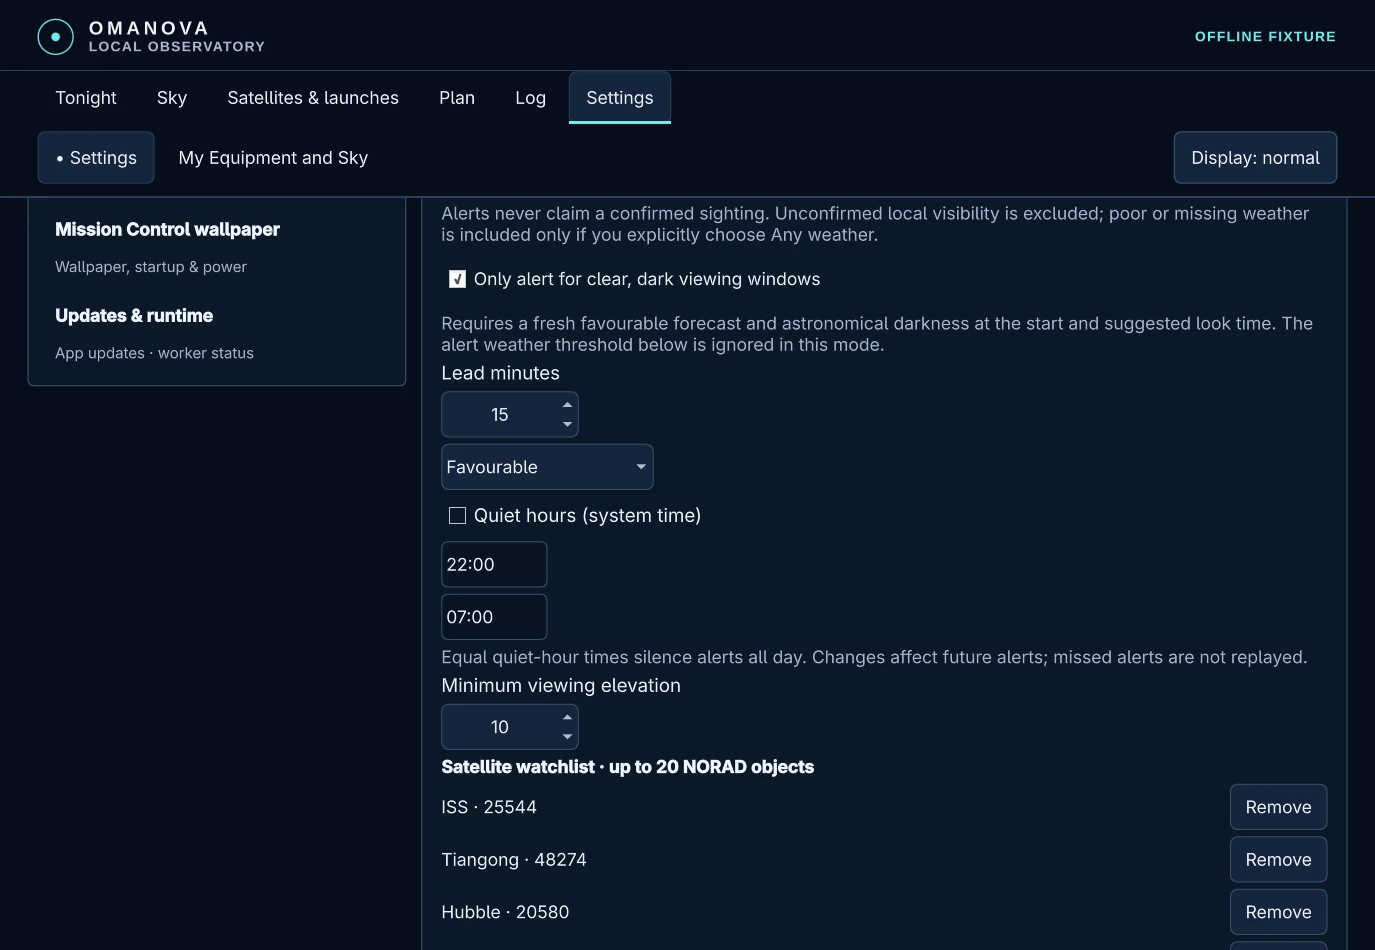 OMANOVA
LOCAL OBSERVATORY
OFFLINE FIXTURE
Tonight
Sky
Satellites & launches
Plan
Log
Settings
• Settings
My Equipment and Sky
Display: normal
Mission Control wallpaper
Wallpaper, startup & power
Updates & runtime
App updates · worker status
Alerts never claim a confirmed sighting. Unconfirmed local visibility is excluded; poor or missing weather
is included only if you explicitly choose Any weather.
Only alert for clear, dark viewing windows
Requires a fresh favourable forecast and astronomical darkness at the start and suggested look time. The
alert weather threshold below is ignored in this mode.
Lead minutes
15
Favourable
Quiet hours (system time)
22:00
07:00
Equal quiet-hour times silence alerts all day. Changes affect future alerts; missed alerts are not replayed.
Minimum viewing elevation
10
Satellite watchlist · up to 20 NORAD objects
ISS · 25544
Remove
Tiangong · 48274
Remove
Hubble · 20580
Remove